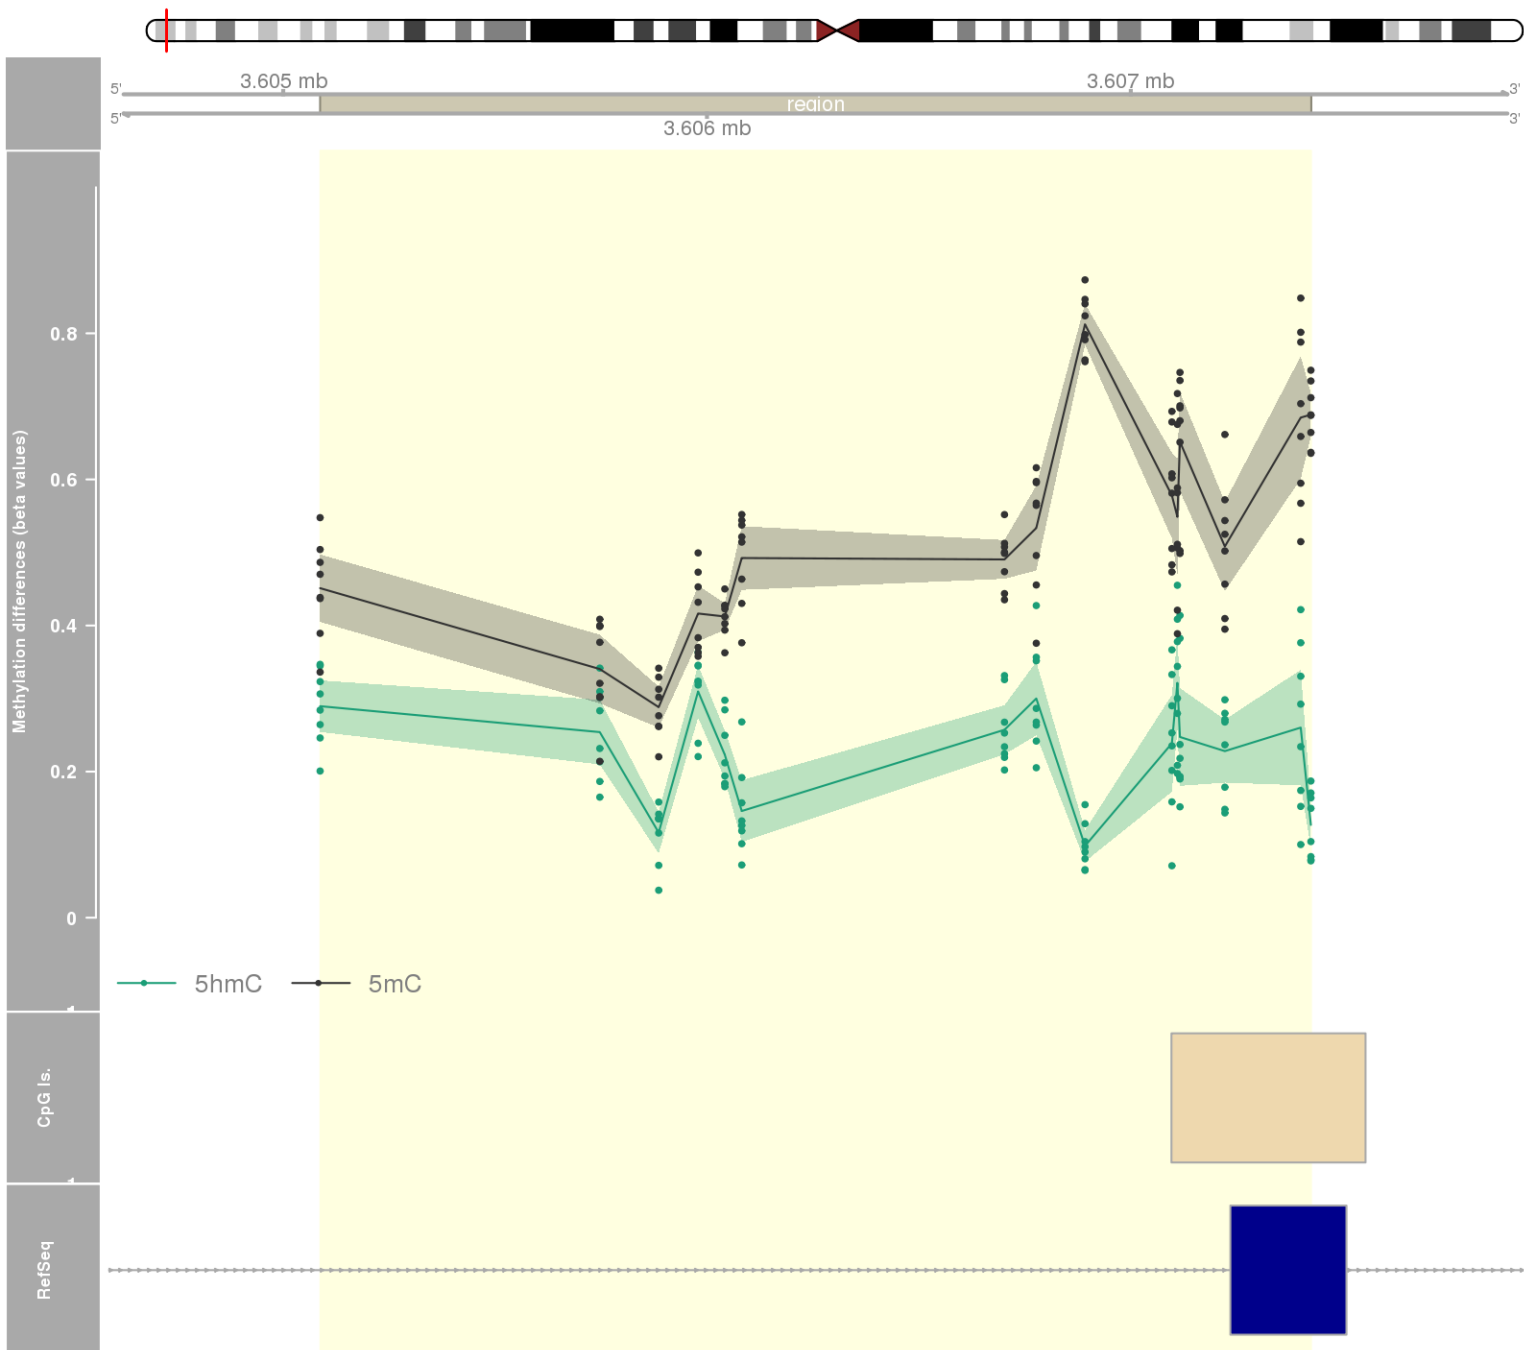 3.605 mb
3.607 mb
5'
3'
region
5'
3'
3.606 mb
0.8
0.6
0.4
0.2
0
Methylation differences (beta values)
5hmC
5mC
CpG Is.
RefSeq